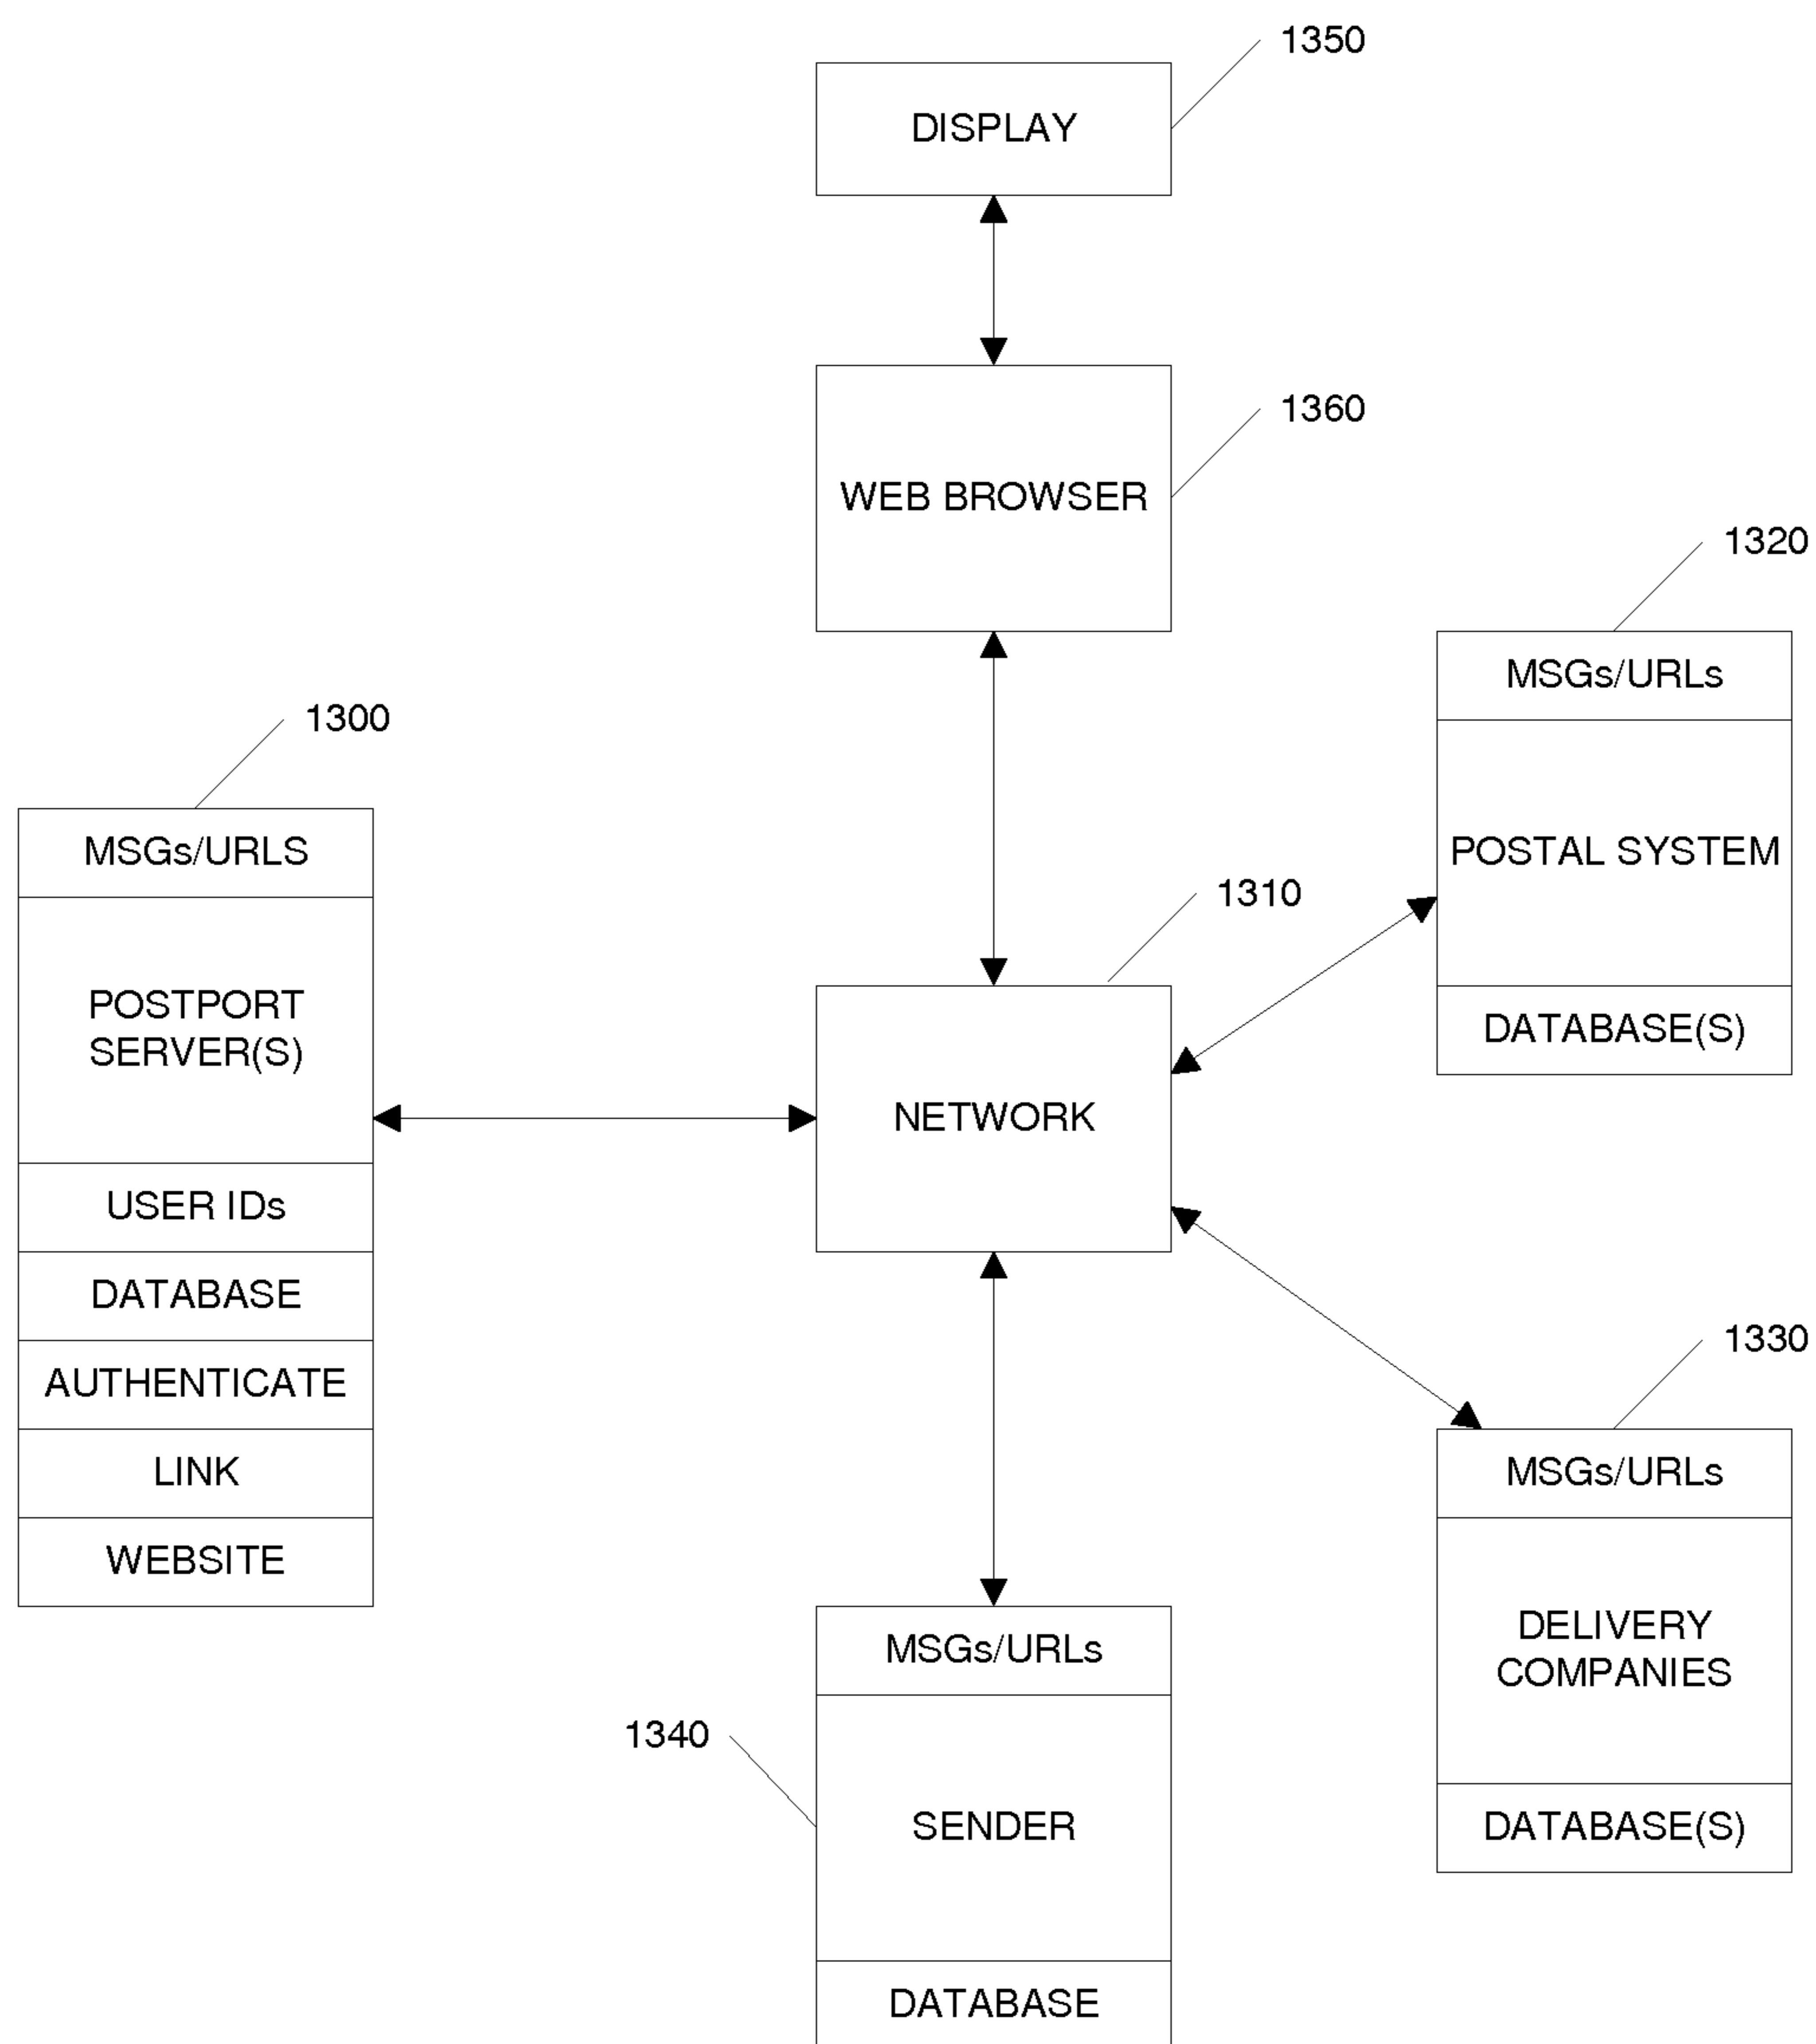 1350
DISPLAY
1360
WEB BROWSER
1320
MSGs/URLs
POSTAL SYSTEM
DATABASE(S)
1300
MSGs/URLS
POSTPORT
SERVER(S)
USER IDs
DATABASE
AUTHENTICATE
LINK
WEBSITE
1310
NETWORK
1330
MSGs/URLs
DELIVERY
COMPANIES
DATABASE(S)
1340
MSGs/URLs
SENDER
DATABASE